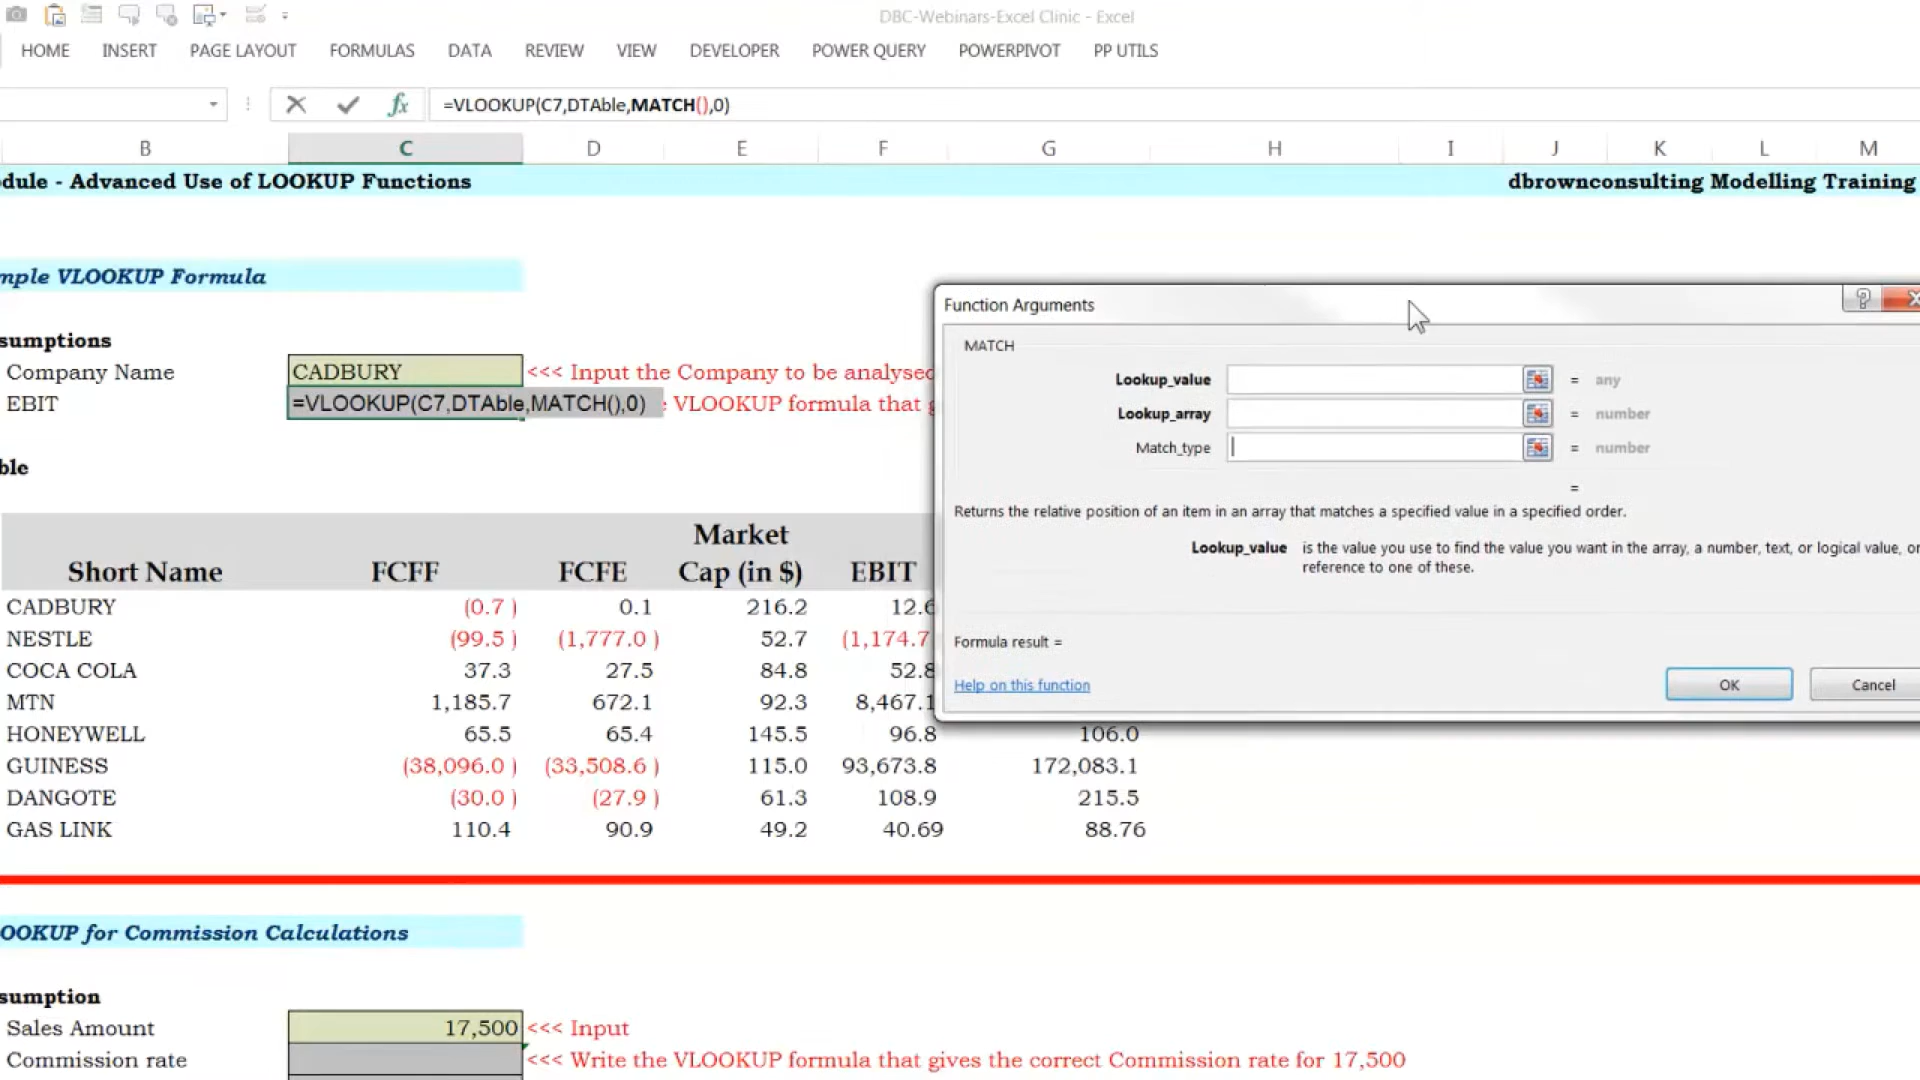 DBC-Webinars-Excel Clinic - Excel
HOME INSERT PAGE LAYOUT FORMULAS DATA REVIEW VIEW DEVELOPER POWER QUERY POWERPIVOT PP UTILS
fx =VLOOKUP(C7,DTAble,MATCH(),0)
B C D E F G H I J K L M
dule - Advanced Use of LOOKUP Functions dbrownconsulting Modelling Training
mple VLOOKUP Formula
sumptions
Company Name CADBURY <<< Input the Company to be analysed
EBIT =VLOOKUP(C7,DTAble,MATCH(),0) : VLOOKUP formula that g
ble
Market
Short Name FCFF FCFE Cap (in $) EBIT
CADBURY (0.7 ) 0.1 216.2 12.6
NESTLE (99.5 ) (1,777.0 ) 52.7 (1,174.7
COCA COLA 37.3 27.5 84.8 52.8
MTN 1,185.7 672.1 92.3 8,467.1
HONEYWELL 65.5 65.4 145.5 96.8 106.0
GUINESS (38,096.0 ) (33,508.6 ) 115.0 93,673.8 172,083.1
DANGOTE (30.0 ) (27.9 ) 61.3 108.9 215.5
GAS LINK 110.4 90.9 49.2 40.69 88.76
Function Arguments
MATCH
Lookup_value = any
Lookup_array = number
Match_type = number
=
Returns the relative position of an item in an array that matches a specified value in a specified order.
Lookup_value is the value you use to find the value you want in the array, a number, text, or logical value, or
reference to one of these.
Formula result =
Help on this function OK Cancel
OOKUP for Commission Calculations
sumption
Sales Amount 17,500 <<< Input
Commission rate <<< Write the VLOOKUP formula that gives the correct Commission rate for 17,500